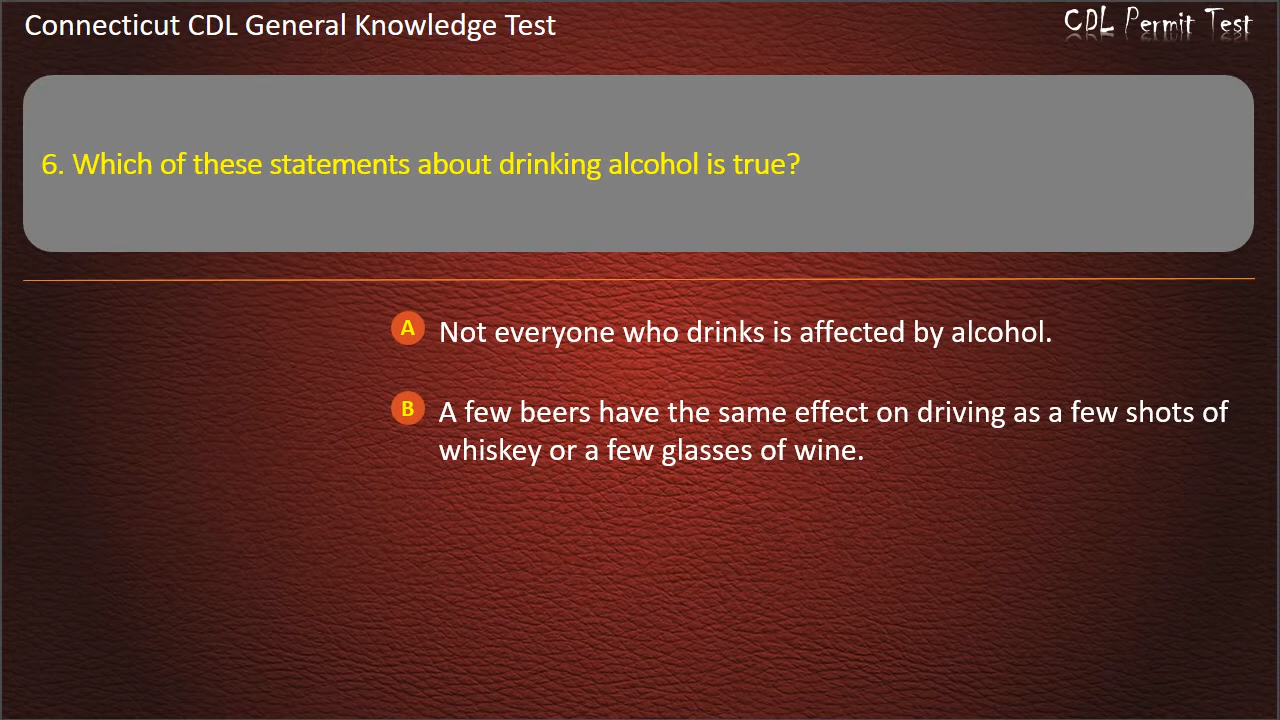 Connecticut CDL General Knowledge Test
CDL Permit Test
6. Which of these statements about drinking alcohol is true?
A Not everyone who drinks is affected by alcohol.
B A few beers have the same effect on driving as a few shots of
whiskey or a few glasses of wine.